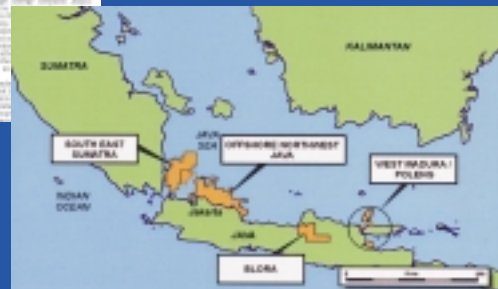 SUMATRA
KALIMANTAN
JAVA
SEA
SOUTH EAST
SUMATRA
OFFSHORE NORTHWEST
JAVA
WEST MADURA /
POLENG
INDIAN
OCEAN
Jakarta
JAVA
BLORA